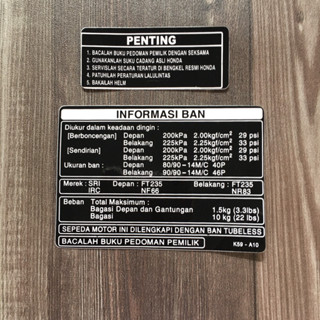 PENTING
1. BACALAH BUKU PEDOMAN PEMILIK DENGAN SEKSAMA
2. GUNAKANLAH BUKU CADANG ASLI HONDA
3. SERVISLAH SECARA TERATUR DI BENGKEL RESMI HONDA
4. PATUHILAH PERATURAN LALULINTAS
5. PAKAILAH HELM
INFORMASI BAN
Diukur dalam keadaan dingin :
[Berboncengan] Depan 200kPa 2.00kgf/cm² 29 psi
Belakang 225kPa 2.25kgf/cm² 33 psi
[Sendirian] Depan 200kPa 2.00kgf/cm² 29 psi
Belakang 225kPa 2.25kgf/cm² 33 psi
Ukuran ban : Depan 80/90-14M/C 40P
Belakang 90/90-14M/C 46P
Merek : SRI Depan : FT235 Belakang : FT235
IRC NF66 NR83
Beban Total Maksimum :
Bagasi Depan dan Gantungan 1.5kg (3.3lbs)
Bagasi 10 kg (22 lbs)
SEPEDA MOTOR INI DILENGKAPI DENGAN BAN TUBELESS
BACALAH BUKU PEDOMAN PEMILIK K59 - A10